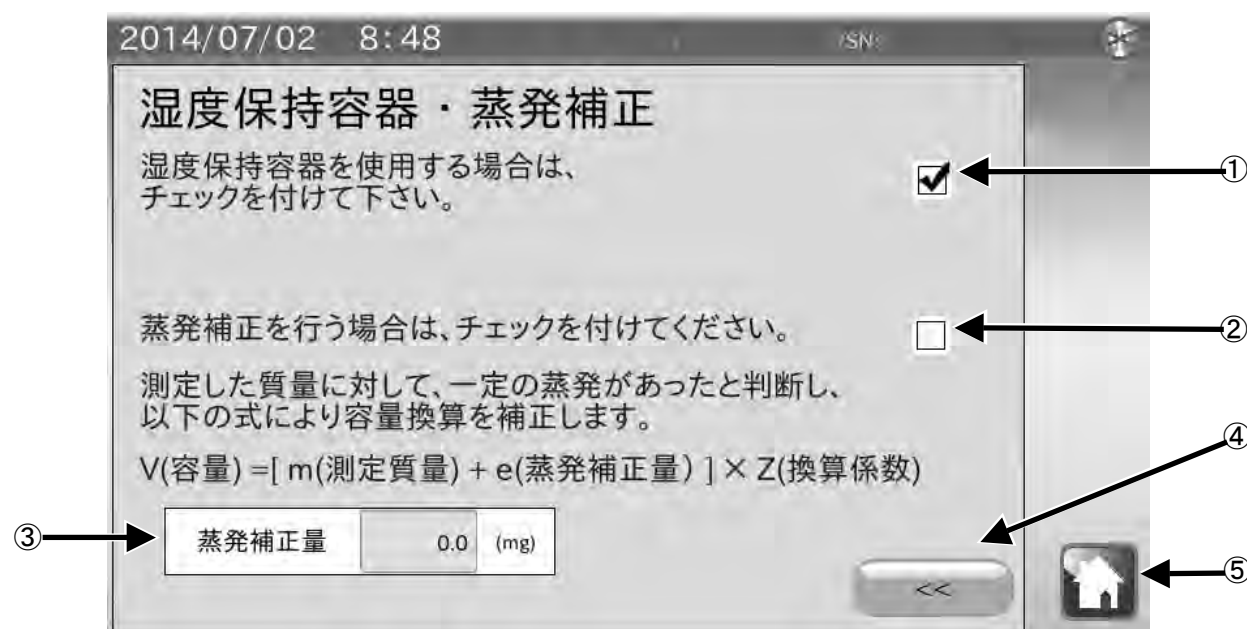 2014/07/02 8:48 /SN:
湿度保持容器・蒸発補正
湿度保持容器を使用する場合は、
チェックを付けて下さい。
①
蒸発補正を行う場合は、チェックを付けてください。
②
測定した質量に対して、一定の蒸発があったと判断し、
以下の式により容量換算を補正します。
④
V(容量) =[ m(測定質量) + e(蒸発補正量) ] × Z(換算係数)
③
蒸発補正量 0.0 (mg)
<<
⑤